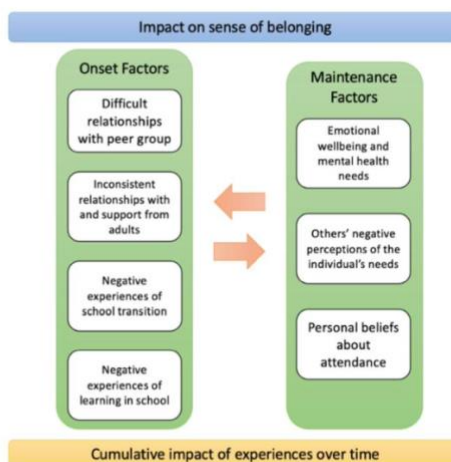 Impact on sense of belonging
Onset Factors
Difficult
relationships
with peer group
Inconsistent
relationships with
and support from
adults
Negative
experiences of
school transition
Negative
experiences of
learning in school
Maintenance
Factors
Emotional
wellbeing and
mental health
needs
Others' negative
perceptions of the
individual's needs
Personal beliefs
about
attendance
Cumulative impact of experiences over time